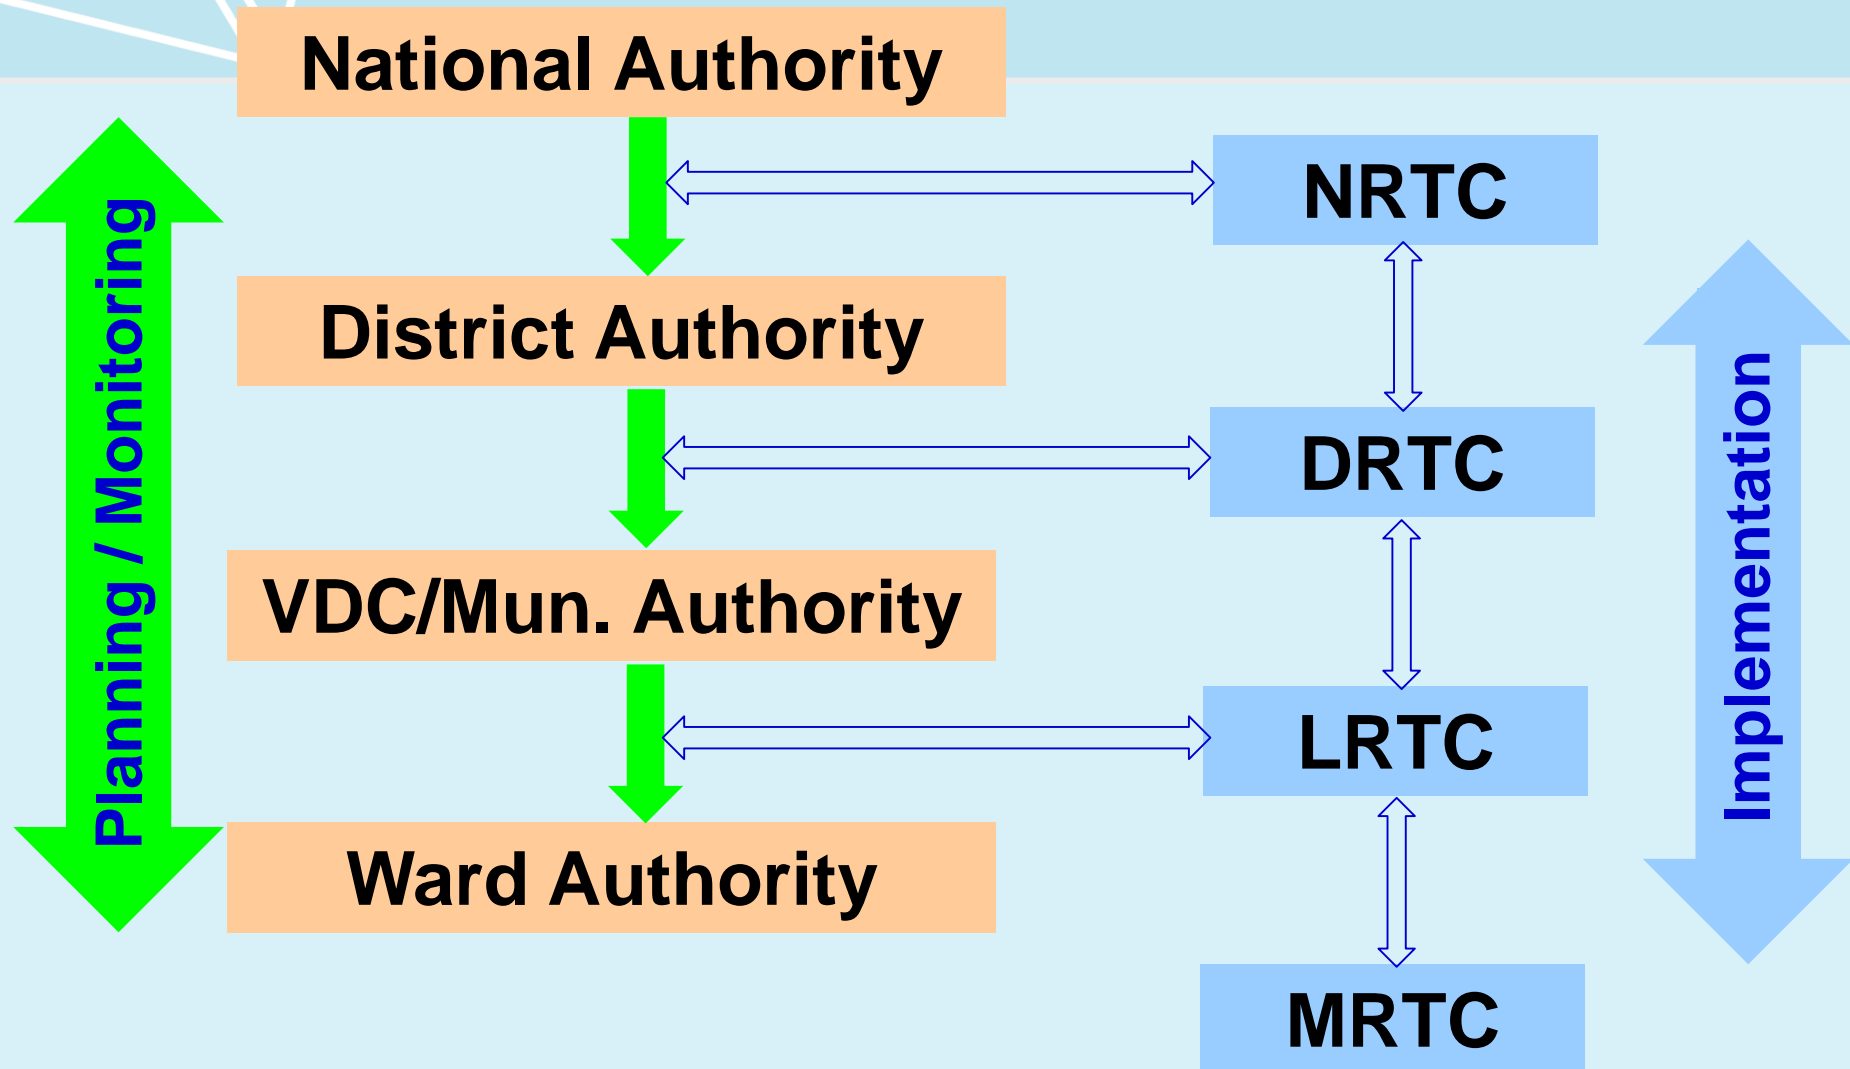 National Authority
NRTC
District Authority
DRTC
VDC/Mun. Authority
LRTC
Ward Authority
MRTC
Planning / Monitoring
Implementation